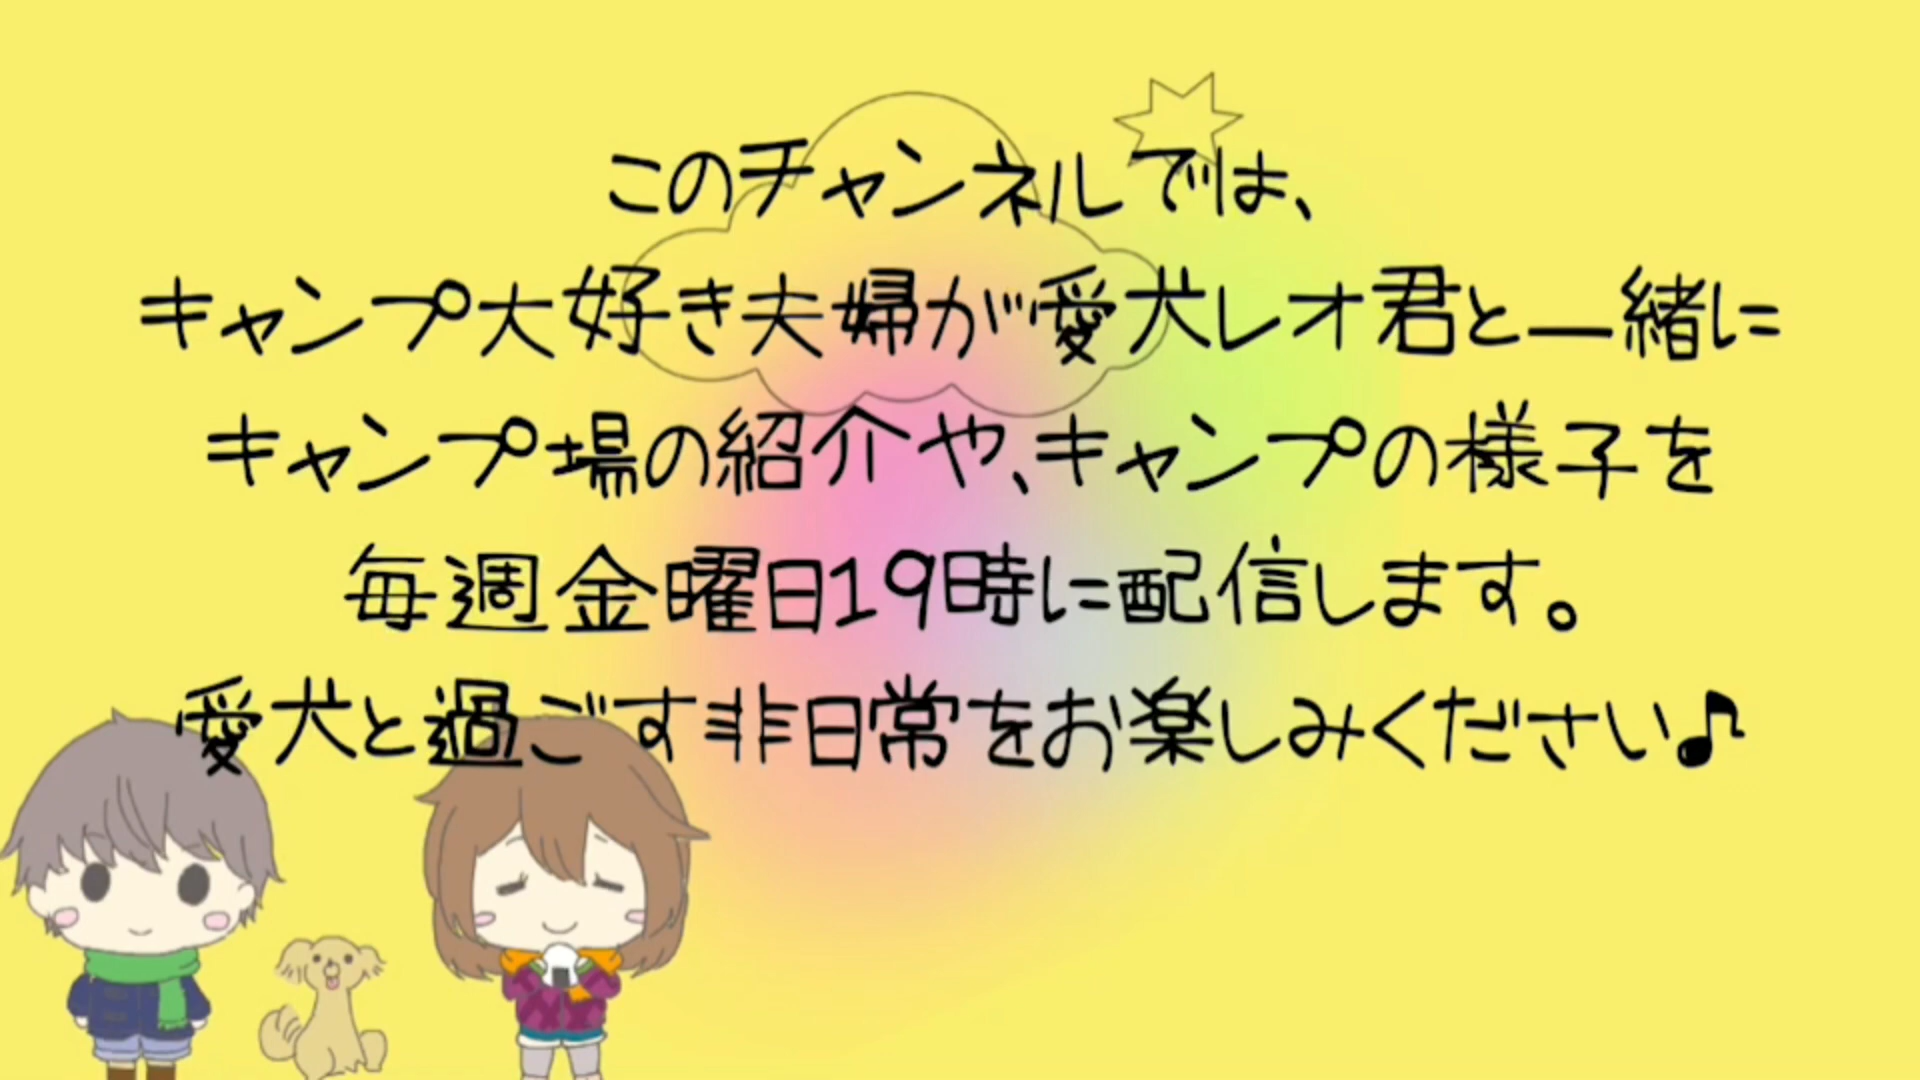 このチャンネルでは、
キャンプ大好き夫婦が愛犬レオ君と一緒に
キャンプ場の紹介や、キャンプの様子を
毎週金曜日19時に配信します。
愛犬と過ごす非日常をお楽しみください♪